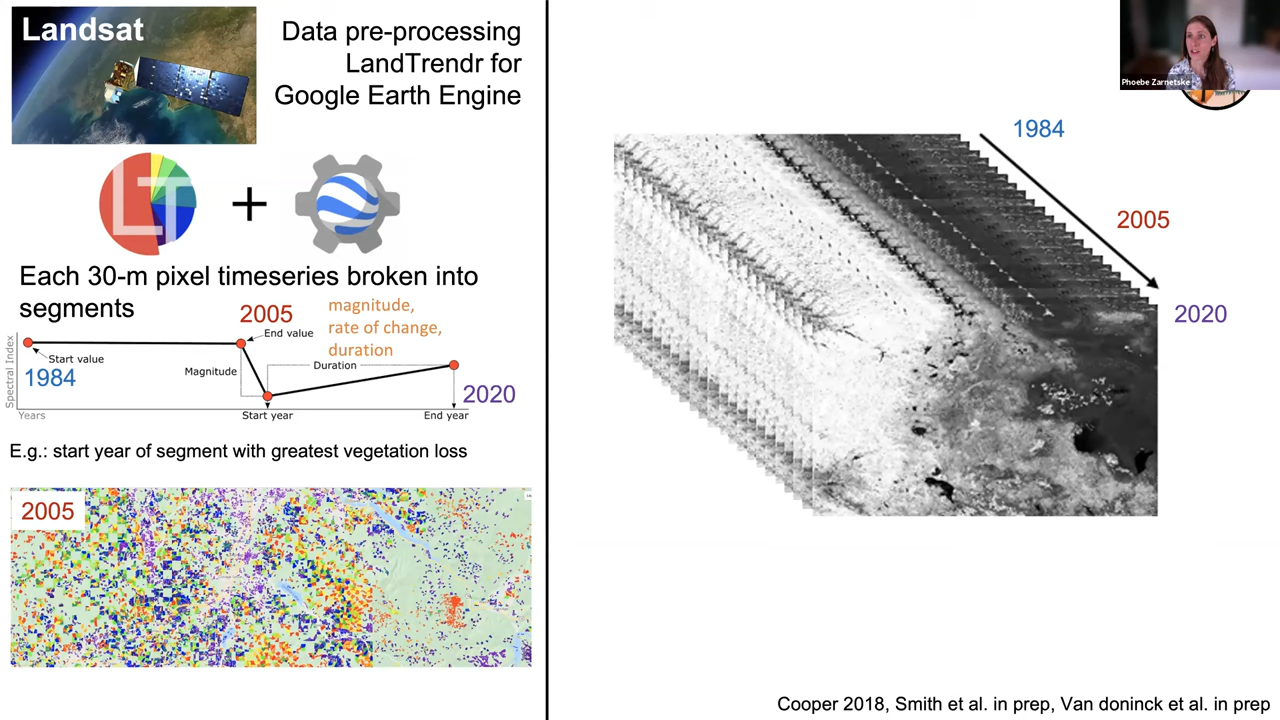 Landsat
Data pre-processing
LandTrendr for
Google Earth Engine
LT
+
Each 30-m pixel timeseries broken into
segments
2005
magnitude,
rate of change,
duration
End value
Start value
Magnitude
Duration
1984
2020
Spectral Index
Years
Start year
End year
E.g.: start year of segment with greatest vegetation loss
2005
Phoebe Zarnetske
1984
2005
2020
Cooper 2018, Smith et al. in prep, Van doninck et al. in prep